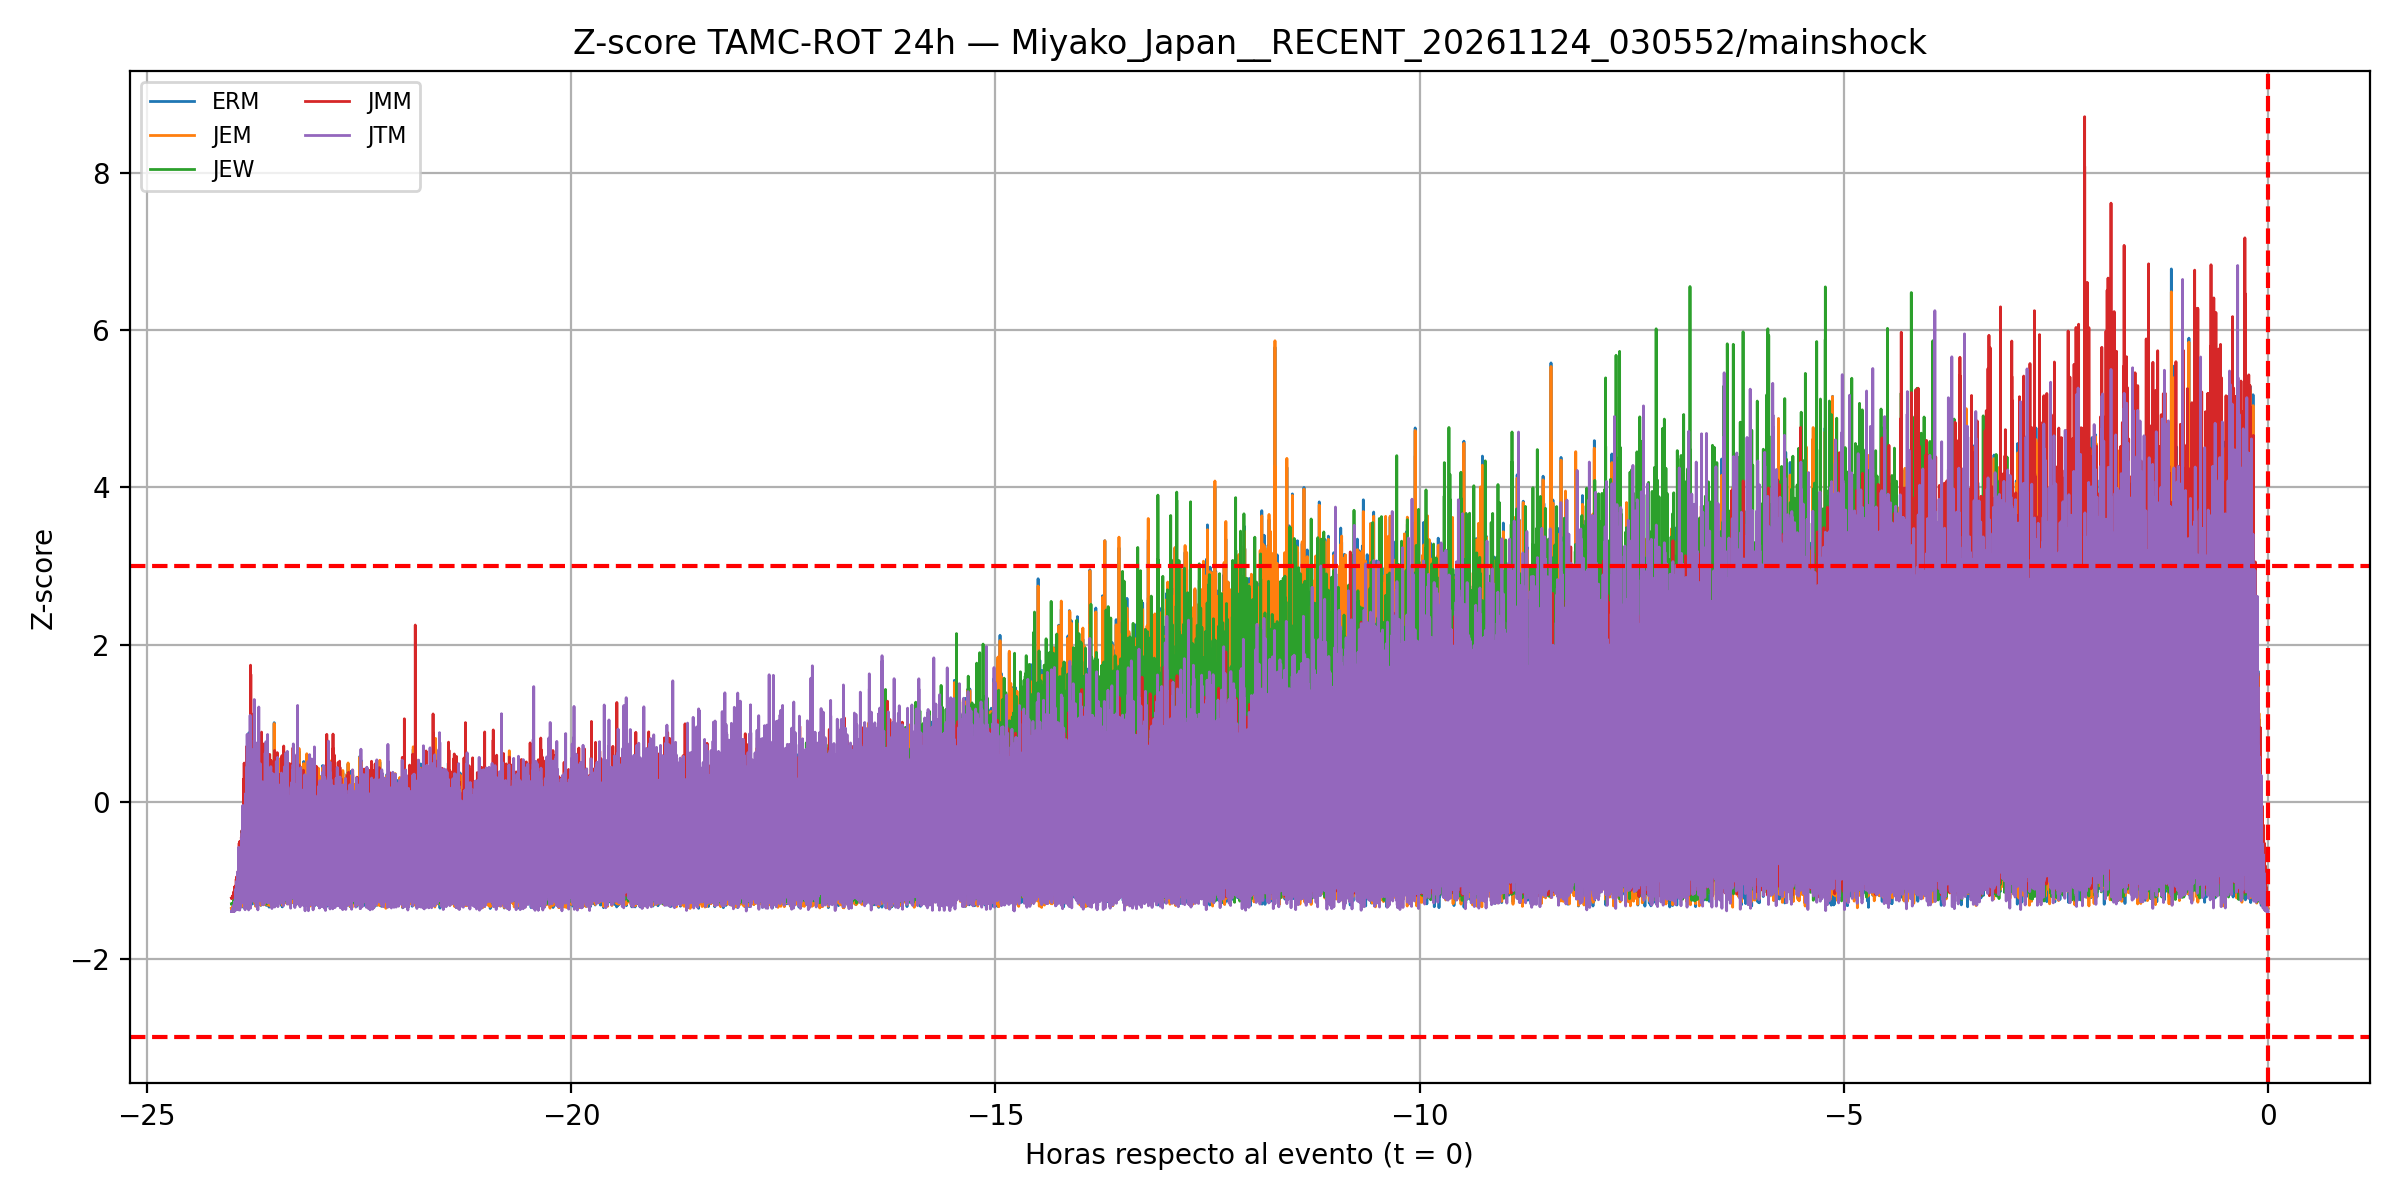 Z-score TAMC-ROT 24h — Miyako_Japan__RECENT_20261124_030552/mainshock
ERM
JEM
JEW
JMM
JTM
Z-score
8
6
4
2
0
−2
−25
−20
−15
−10
−5
0
Horas respecto al evento (t = 0)